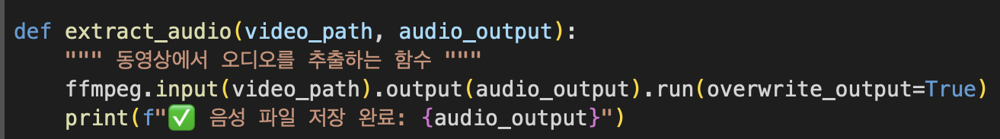 def extract_audio(video_path, audio_output):
    """ 동영상에서 오디오를 추출하는 함수 """
    ffmpeg.input(video_path).output(audio_output).run(overwrite_output=True)
    print(f"✅ 음성 파일 저장 완료: {audio_output}")